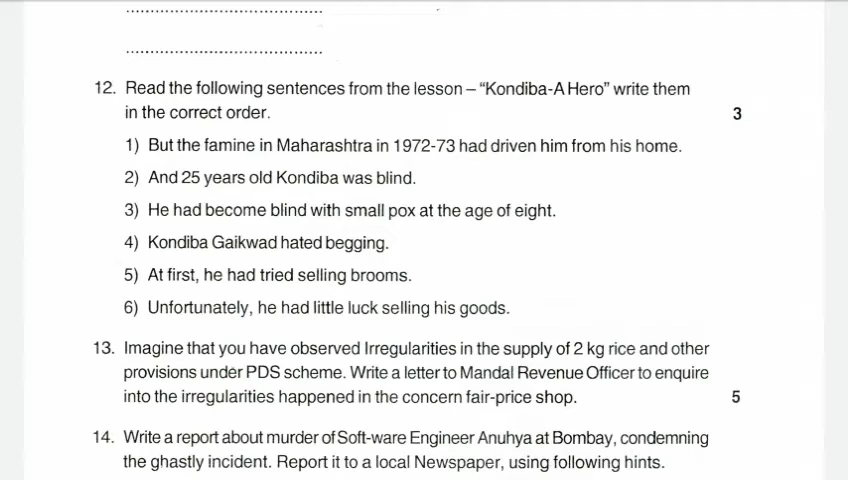 ........................................
........................................
12. Read the following sentences from the lesson – “Kondiba-A Hero” write them
in the correct order. 3
1) But the famine in Maharashtra in 1972-73 had driven him from his home.
2) And 25 years old Kondiba was blind.
3) He had become blind with small pox at the age of eight.
4) Kondiba Gaikwad hated begging.
5) At first, he had tried selling brooms.
6) Unfortunately, he had little luck selling his goods.
13. Imagine that you have observed Irregularities in the supply of 2 kg rice and other
provisions under PDS scheme. Write a letter to Mandal Revenue Officer to enquire
into the irregularities happened in the concern fair-price shop. 5
14. Write a report about murder of Soft-ware Engineer Anuhya at Bombay, condemning
the ghastly incident. Report it to a local Newspaper, using following hints.